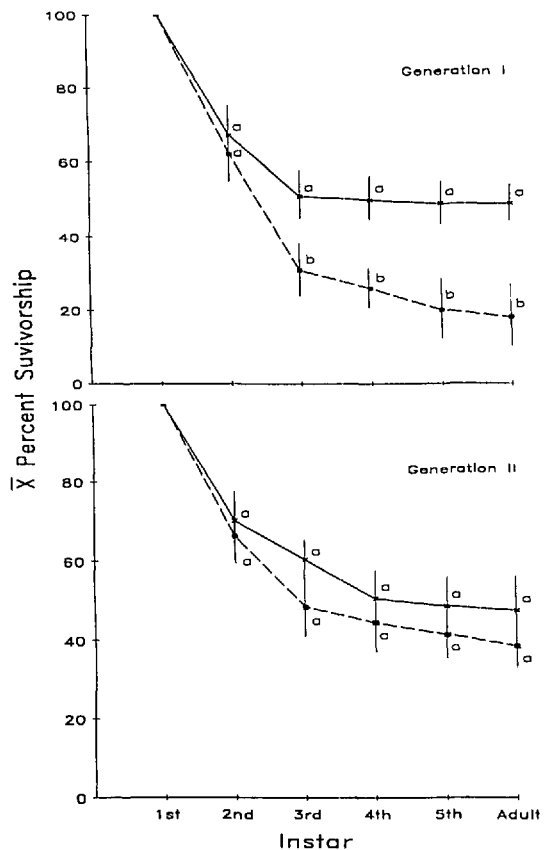 X̄ Percent Suvivorship
Generation I
100
80
60
40
20
0
a
a
a
a
a
a
b
b
b
b
Generation II
100
80
60
40
20
0
a
a
a
a
a
a
a
a
a
a
1st 2nd 3rd 4th 5th Adult
Instar